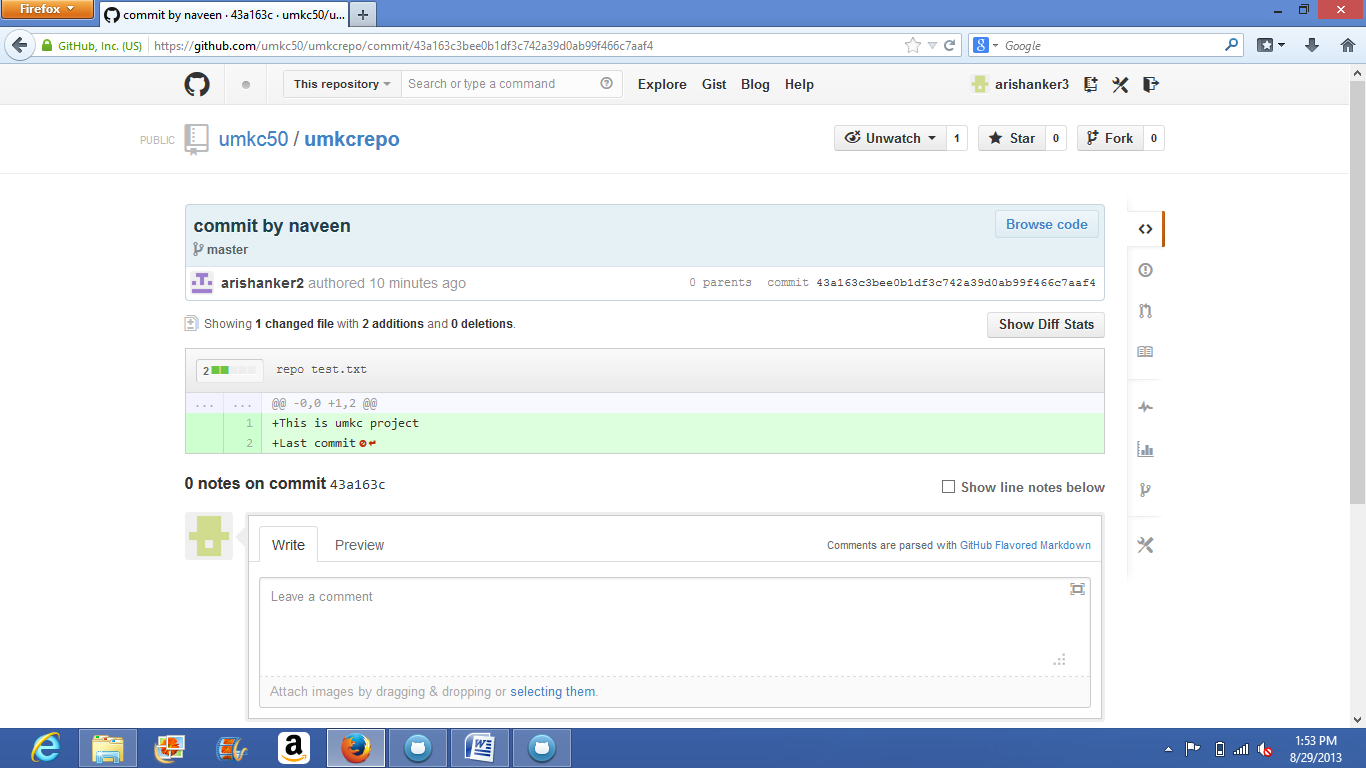 Firefox
commit by naveen · 43a163c · umkc50/u...
GitHub, Inc. (US)
https://github.com/umkc50/umkcrepo/commit/43a163c3bee0b1df3c742a39d0ab99f466c7aaf4
Google
This repository
Search or type a command
Explore Gist Blog Help
arishanker3
PUBLIC
umkc50 / umkcrepo
Unwatch 1
Star 0
Fork 0
commit by naveen
Browse code
master
arishanker2 authored 10 minutes ago
0 parents commit 43a163c3bee0b1df3c742a39d0ab99f466c7aaf4
Showing 1 changed file with 2 additions and 0 deletions.
Show Diff Stats
2 repo test.txt
... ... @@ -0,0 +1,2 @@
1 +This is umkc project
2 +Last commit
0 notes on commit 43a163c
Show line notes below
Write Preview
Comments are parsed with GitHub Flavored Markdown
Leave a comment
Attach images by dragging & dropping or selecting them.
1:53 PM
8/29/2013